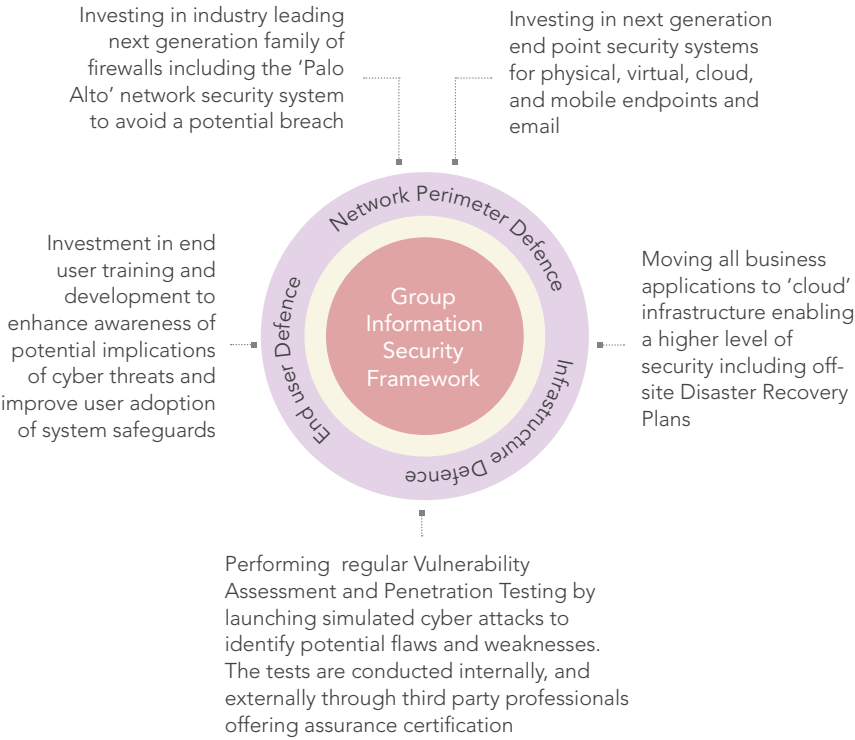 Investing in industry leading
next generation family of
firewalls including the ‘Palo
Alto’ network security system
to avoid a potential breach
Investing in next generation
end point security systems
for physical, virtual, cloud,
and mobile endpoints and
email
Network Perimeter Defence
Investment in end
user training and
development to
enhance awareness of
potential implications
of cyber threats and
improve user adoption
of system safeguards
End user Defence
Group
Information
Security
Framework
Infrastructure Defence
Moving all business
applications to ‘cloud’
infrastructure enabling
a higher level of
security including off-
site Disaster Recovery
Plans
Performing  regular Vulnerability
Assessment and Penetration Testing by
launching simulated cyber attacks to
identify potential flaws and weaknesses.
The tests are conducted internally, and
externally through third party professionals
offering assurance certification